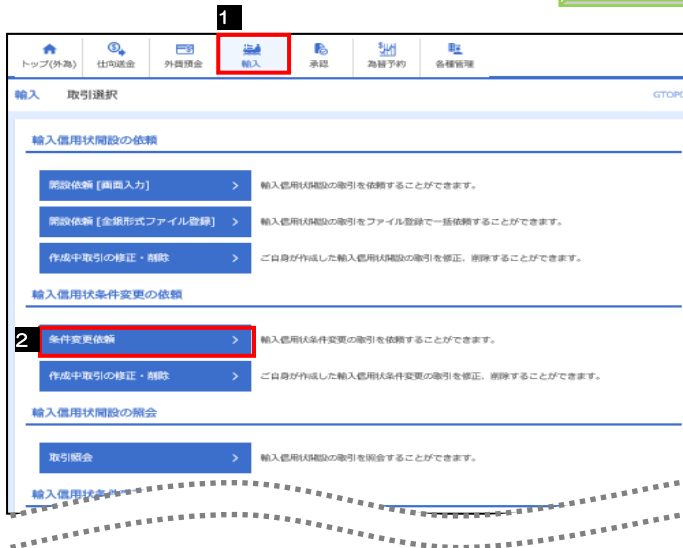 1
トップ(外為) 仕向送金 外貨預金 輸入 承認 為替予約 各種管理
輸入 取引選択 GTOP
輸入信用状開設の依頼
開設依頼 [画面入力] > 輸入信用状開設の取引を依頼することができます。
開設依頼 [全銀形式ファイル登録] > 輸入信用状開設の取引をファイル登録で一括依頼することができます。
作成中取引の修正・削除 > ご自身が作成した輸入信用状開設の取引を修正、削除することができます。
輸入信用状条件変更の依頼
2 条件変更依頼 > 輸入信用状条件変更の取引を依頼することができます。
作成中取引の修正・削除 > ご自身が作成した輸入信用状条件変更の取引を修正、削除することができます。
輸入信用状開設の照会
取引照会 > 輸入信用状開設の取引を照会することができます。
輸入信用状条件